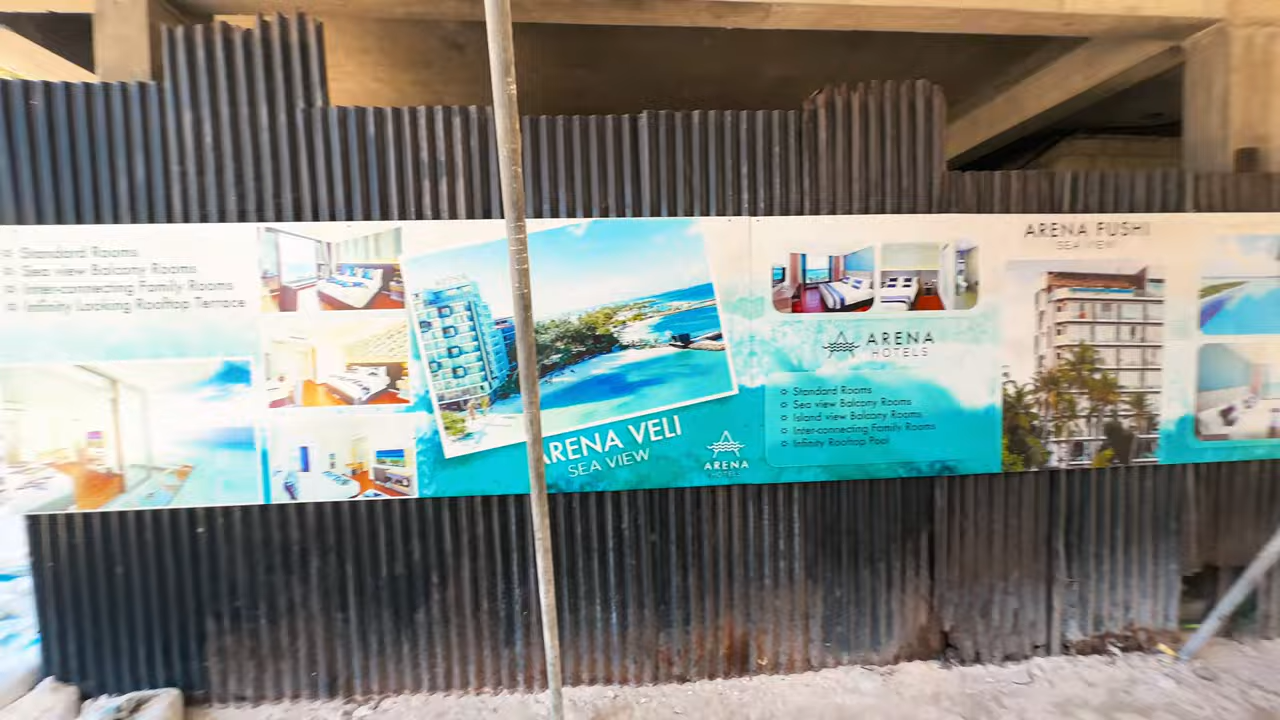 Standard Rooms
Sea view Balcony Rooms
Inter-connecting Family Rooms
Infinity Looking Rooftop Terrace
ARENA VELI
SEA VIEW
ARENA
HOTELS
ARENA
HOTELS
Standard Rooms
Sea view Balcony Rooms
Island view Balcony Rooms
Inter-connecting Family Rooms
Infinity Rooftop Pool
ARENA FUSHI
SEA VIEW